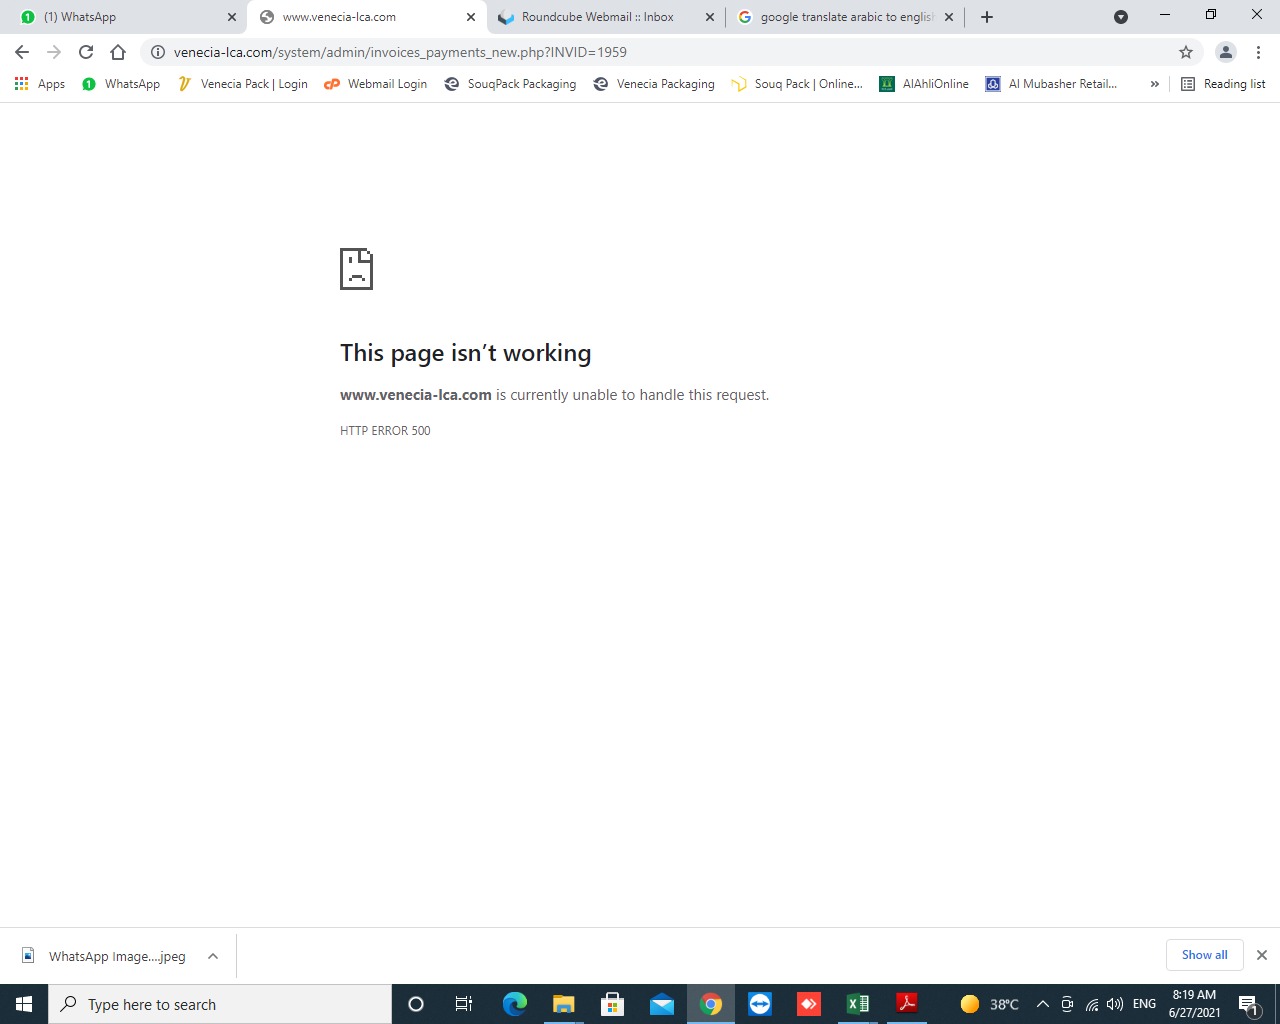 (1) WhatsApp
www.venecia-lca.com
Roundcube Webmail :: Inbox
google translate arabic to english
venecia-lca.com/system/admin/invoices_payments_new.php?INVID=1959
Apps
WhatsApp
Venecia Pack | Login
Webmail Login
SouqPack Packaging
Venecia Packaging
Souq Pack | Online...
AlAhliOnline
Al Mubasher Retail...
»
Reading list
This page isn't working
www.venecia-lca.com is currently unable to handle this request.
HTTP ERROR 500
WhatsApp Image....jpeg
Show all
Type here to search
38°C
ENG
8:19 AM
6/27/2021
1